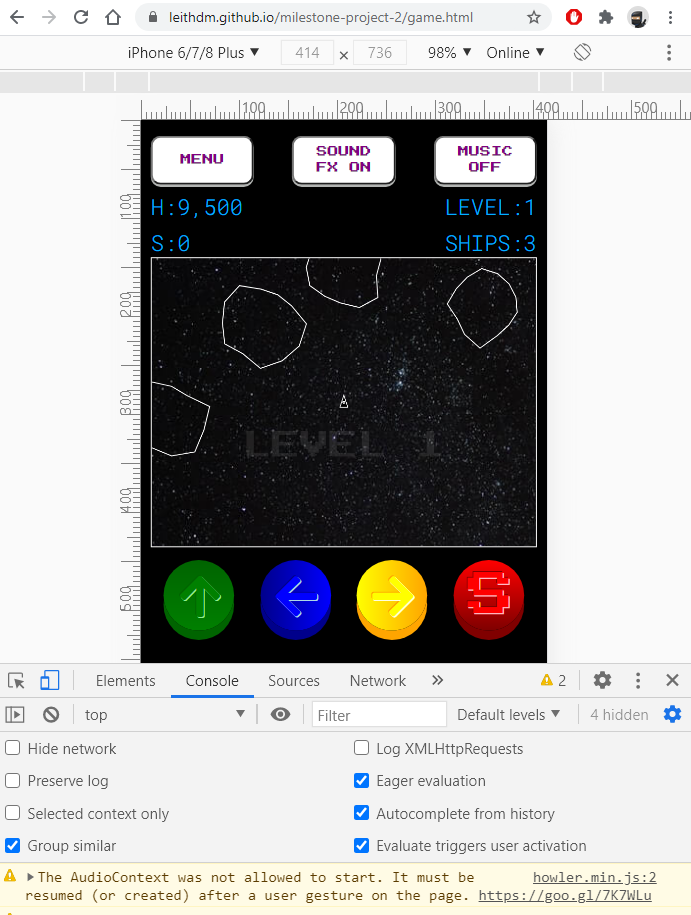 leithdm.github.io/milestone-project-2/game.html
iPhone 6/7/8 Plus ▼ 414 × 736 98% ▼ Online ▼
100 200 300 400 500
100
200
300
400
500
MENU
SOUND
FX ON
MUSIC
OFF
H:9,500 LEVEL:1
S:0 SHIPS:3
LEVEL 1
S
Elements Console Sources Network » 2
top ▼ Filter Default levels ▼ 4 hidden
Hide network Log XMLHttpRequests
Preserve log Eager evaluation
Selected context only Autocomplete from history
Group similar Evaluate triggers user activation
The AudioContext was not allowed to start. It must be howler.min.js:2
resumed (or created) after a user gesture on the page. https://goo.gl/7K7WLu